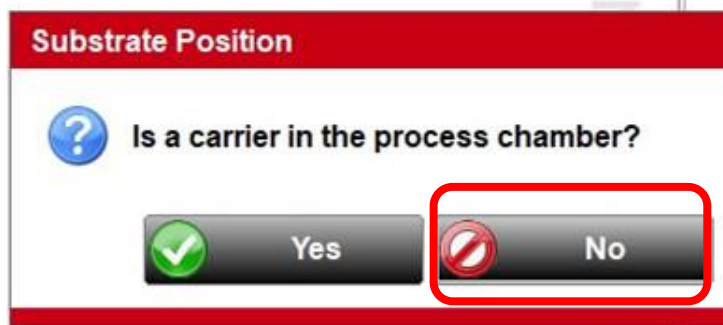 Substrate Position
Is a carrier in the process chamber?
Yes
No